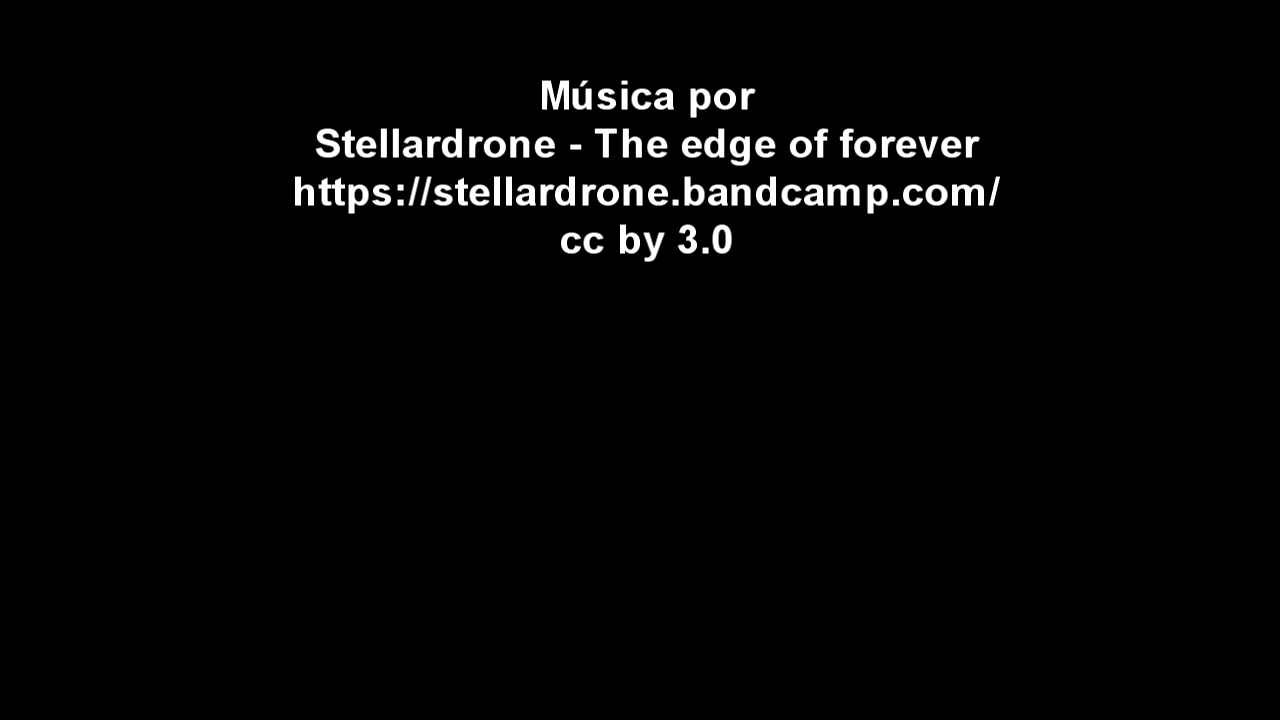 Música por
Stellardrone - The edge of forever
https://stellardrone.bandcamp.com/
cc by 3.0